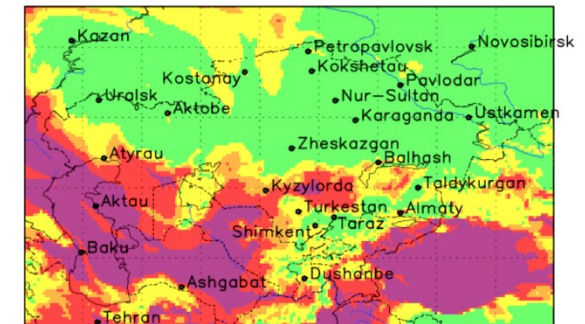 Kazan
Petropavlovsk
Novosibirsk
Kostanay
Kokshetau
Pavlodar
Uralsk
Aktobe
Nur-Sultan
Karaganda
Ustkamen
Zheskazgan
Atyrau
Balhash
Kyzylorda
Taldykurgan
Aktau
Turkestan
Almaty
Shimkent
Taraz
Baku
Dushanbe
Ashgabat
Tehran